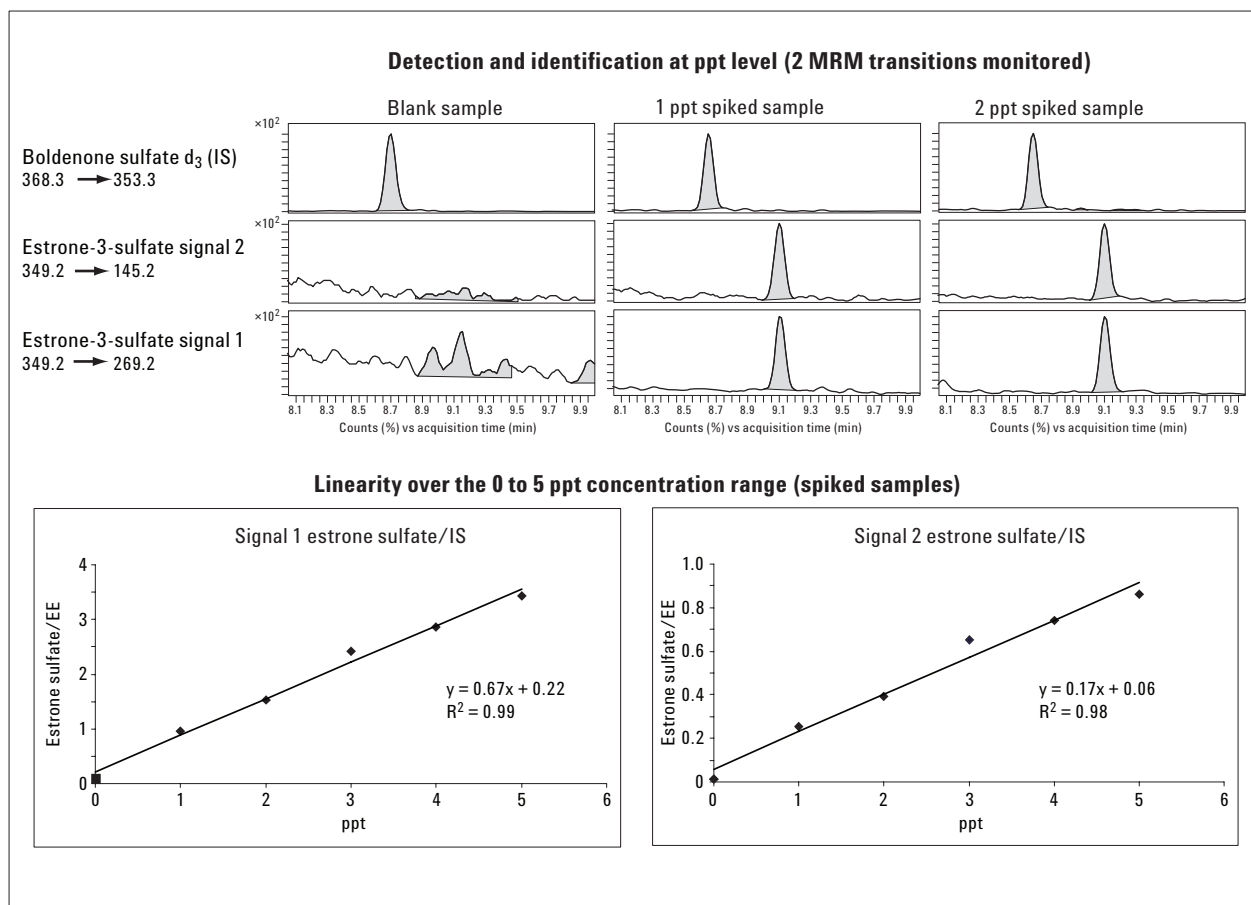 Detection and identification at ppt level (2 MRM transitions monitored)
Blank sample
1 ppt spiked sample
2 ppt spiked sample
×10²
Boldenone sulfate d₃ (IS)
368.3 → 353.3
×10²
Estrone-3-sulfate signal 2
349.2 → 145.2
×10²
Estrone-3-sulfate signal 1
349.2 → 269.2
8.1 8.3 8.5 8.7 8.9 9.1 9.3 9.5 9.7 9.9
8.1 8.3 8.5 8.7 8.9 9.1 9.3 9.5 9.7 9.9
8.1 8.3 8.5 8.7 8.9 9.1 9.3 9.5 9.7 9.9
Counts (%) vs acquisition time (min)
Counts (%) vs acquisition time (min)
Counts (%) vs acquisition time (min)
Linearity over the 0 to 5 ppt concentration range (spiked samples)
Signal 1 estrone sulfate/IS
Estrone sulfate/EE
4
3
2
1
0
y = 0.67x + 0.22
R² = 0.99
0 1 2 3 4 5 6
ppt
Signal 2 estrone sulfate/IS
Estrone sulfate/EE
1.0
0.8
0.6
0.4
0.2
0
y = 0.17x + 0.06
R² = 0.98
0 1 2 3 4 5 6
ppt